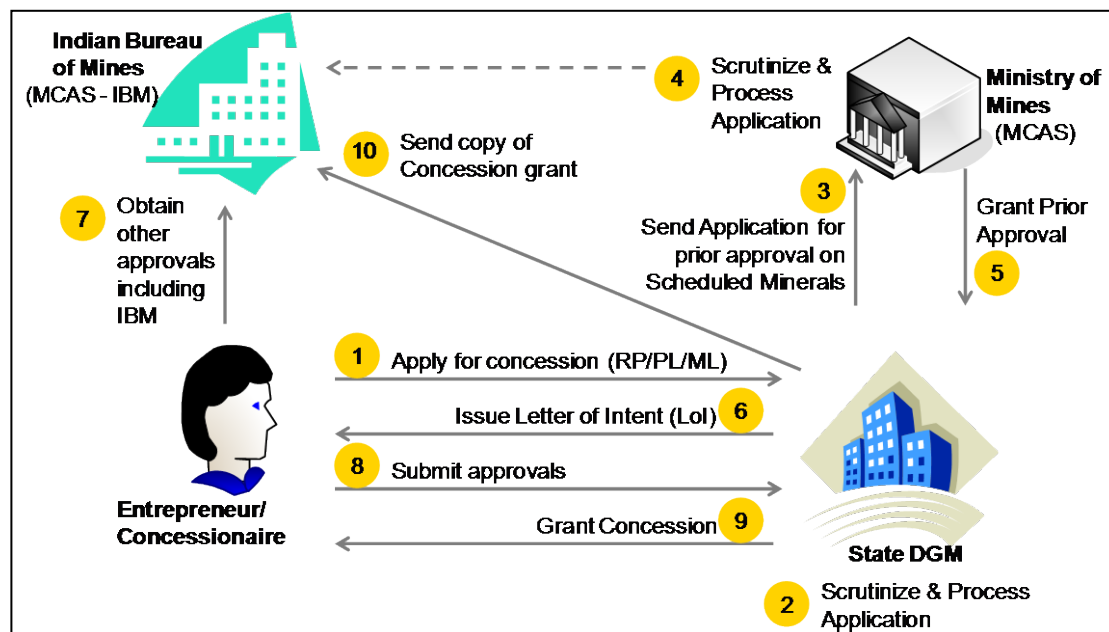 Indian Bureau
of Mines
(MCAS - IBM)
4
Scrutinize &
Process
Application
Ministry of
Mines
(MCAS)
10
Send copy of
Concession grant
7
Obtain
other
approvals
including
IBM
3
Send Application for
prior approval on
Scheduled Minerals
Grant Prior
Approval
5
1
Apply for concession (RP/PL/ML)
Issue Letter of Intent (LoI)
6
8
Submit approvals
Grant Concession
9
Entrepreneur/
Concessionaire
State DGM
2
Scrutinize & Process
Application